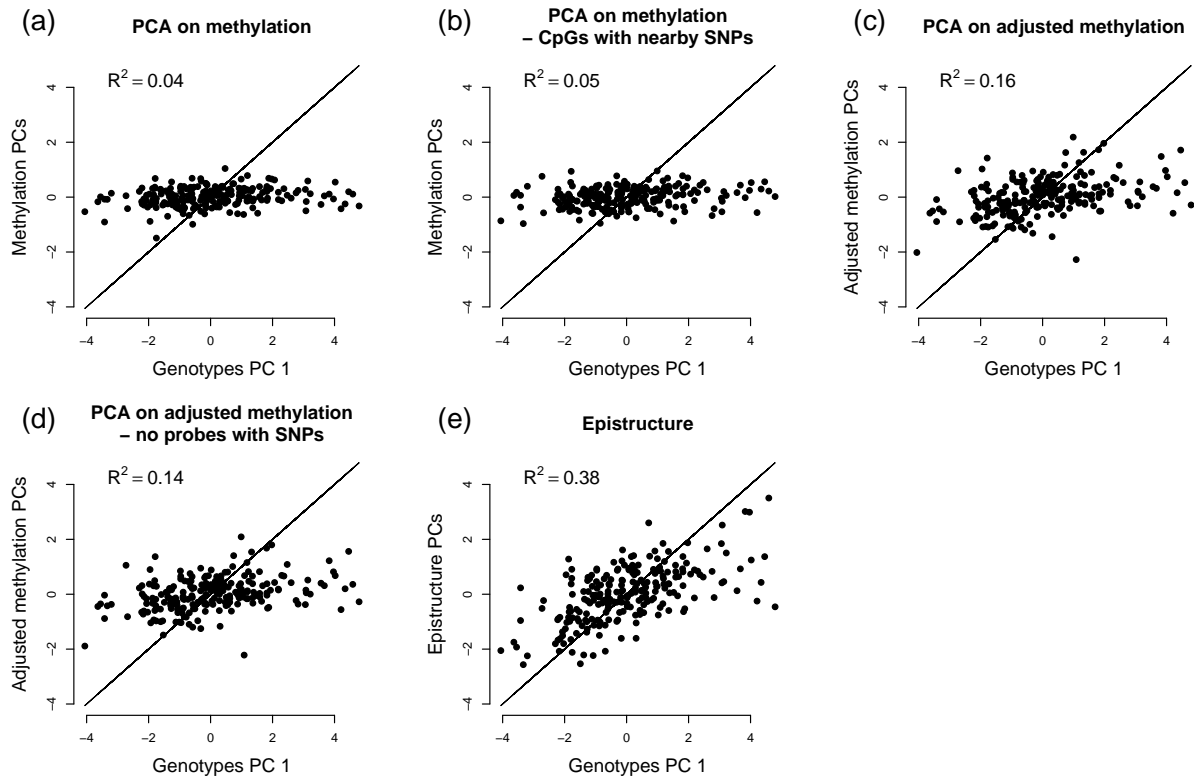 (a)
PCA on methylation
R² = 0.04
Methylation PCs
4
2
0
−2
−4
−4 −2 0 2 4
Genotypes PC 1
(b)
PCA on methylation
− CpGs with nearby SNPs
R² = 0.05
Methylation PCs
4
2
0
−2
−4
−4 −2 0 2 4
Genotypes PC 1
(c)
PCA on adjusted methylation
R² = 0.16
Adjusted methylation PCs
4
2
0
−2
−4
−4 −2 0 2 4
Genotypes PC 1
(d)
PCA on adjusted methylation
− no probes with SNPs
R² = 0.14
Adjusted methylation PCs
4
2
0
−2
−4
−4 −2 0 2 4
Genotypes PC 1
(e)
Epistructure
R² = 0.38
Epistructure PCs
4
2
0
−2
−4
−4 −2 0 2 4
Genotypes PC 1